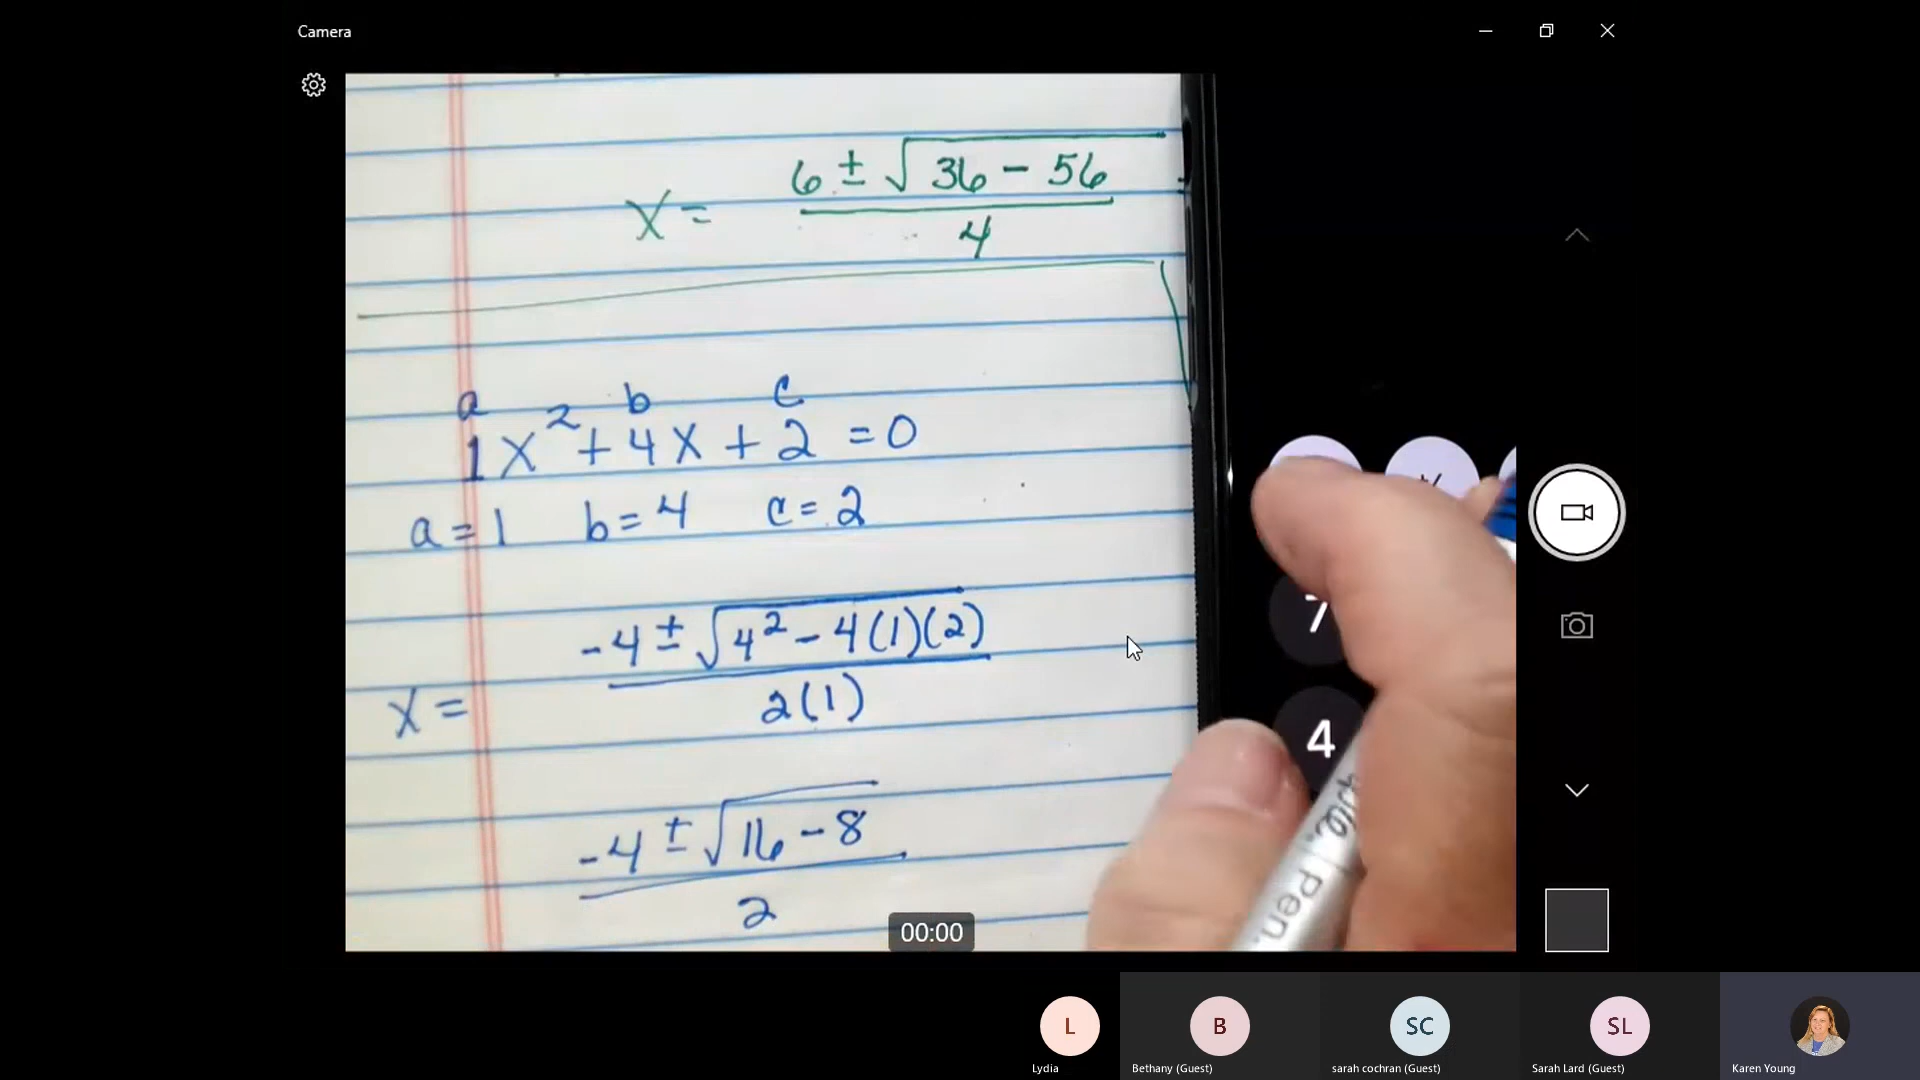 Camera
x = 6 ± √36 - 56
4
a b c
1x² + 4x + 2 = 0
a = 1 b = 4 c = 2
x = -4 ± √4² - 4(1)(2)
2(1)
-4 ± √16 - 8
2
7
4
Pen.
00:00
L B SC SL
Lydia Bethany (Guest) sarah cochran (Guest) Sarah Lard (Guest) Karen Young